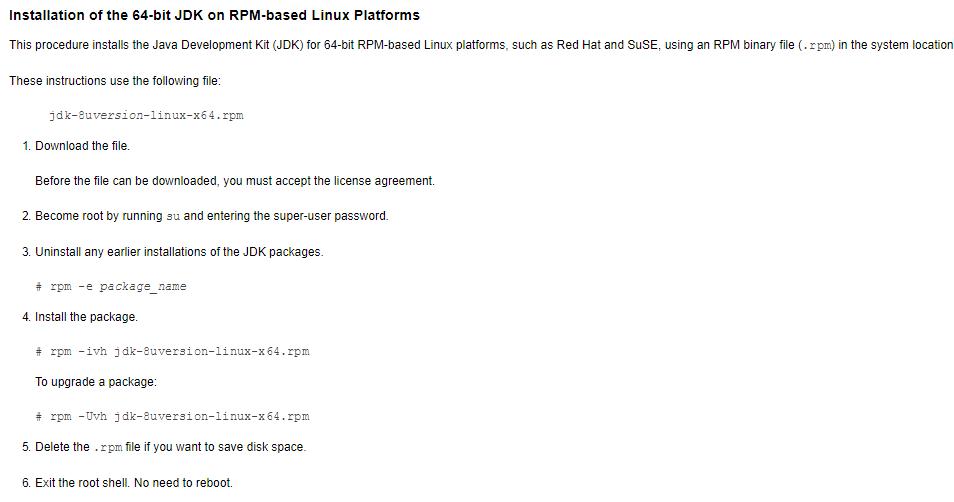 Installation of the 64-bit JDK on RPM-based Linux Platforms
This procedure installs the Java Development Kit (JDK) for 64-bit RPM-based Linux platforms, such as Red Hat and SuSE, using an RPM binary file (.rpm) in the system location
These instructions use the following file:
jdk-8uversion-linux-x64.rpm
1. Download the file.
Before the file can be downloaded, you must accept the license agreement.
2. Become root by running su and entering the super-user password.
3. Uninstall any earlier installations of the JDK packages.
# rpm -e package_name
4. Install the package.
# rpm -ivh jdk-8uversion-linux-x64.rpm
To upgrade a package:
# rpm -Uvh jdk-8uversion-linux-x64.rpm
5. Delete the .rpm file if you want to save disk space.
6. Exit the root shell. No need to reboot.